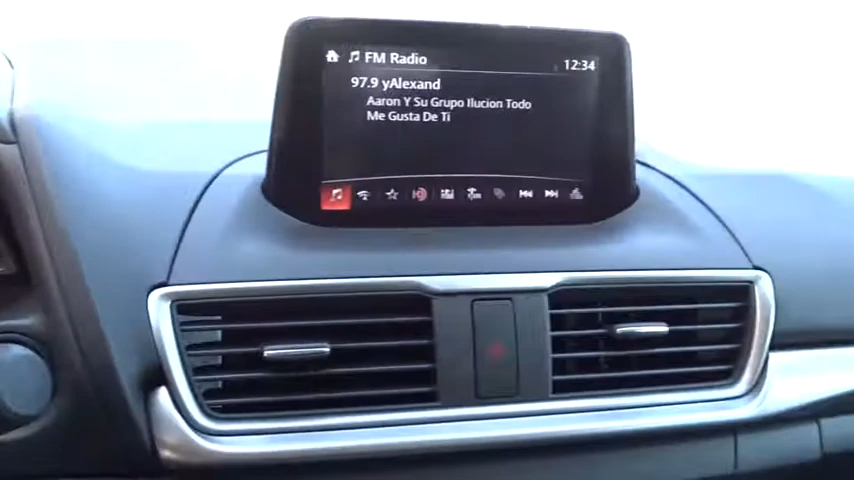 FM Radio
12:34
97.9 yAlexand
Aaron Y Su Grupo Ilucion Todo
Me Gusta De Ti